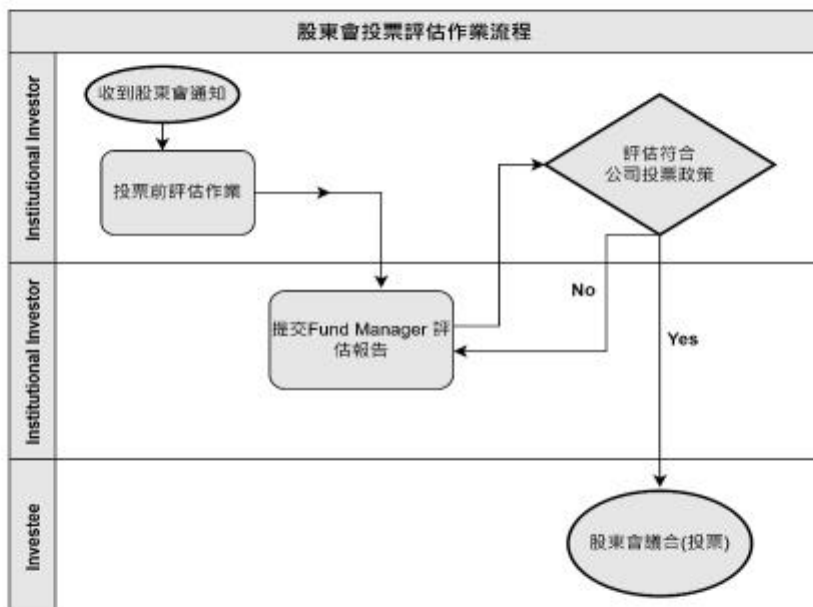 股東會投票評估作業流程
Institutional Investor
收到股東會通知
投票前評估作業
評估符合
公司投票政策
Institutional Investor
提交Fund Manager 評
估報告
No
Yes
Investee
股東會議合(投票)